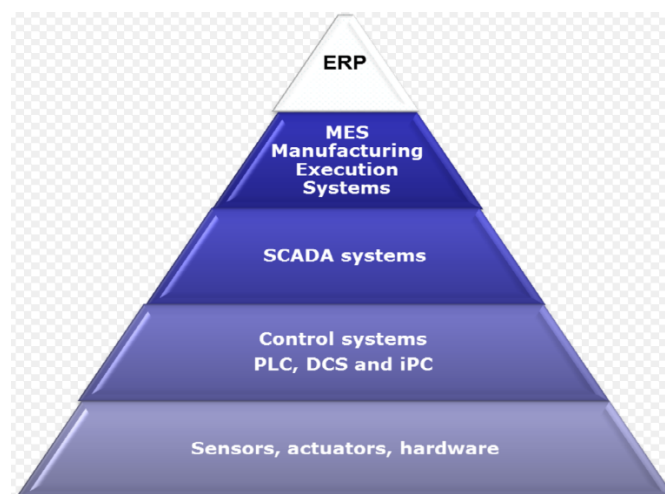 ERP
MES
Manufacturing
Execution
Systems
SCADA systems
Control systems
PLC, DCS and iPC
Sensors, actuators, hardware